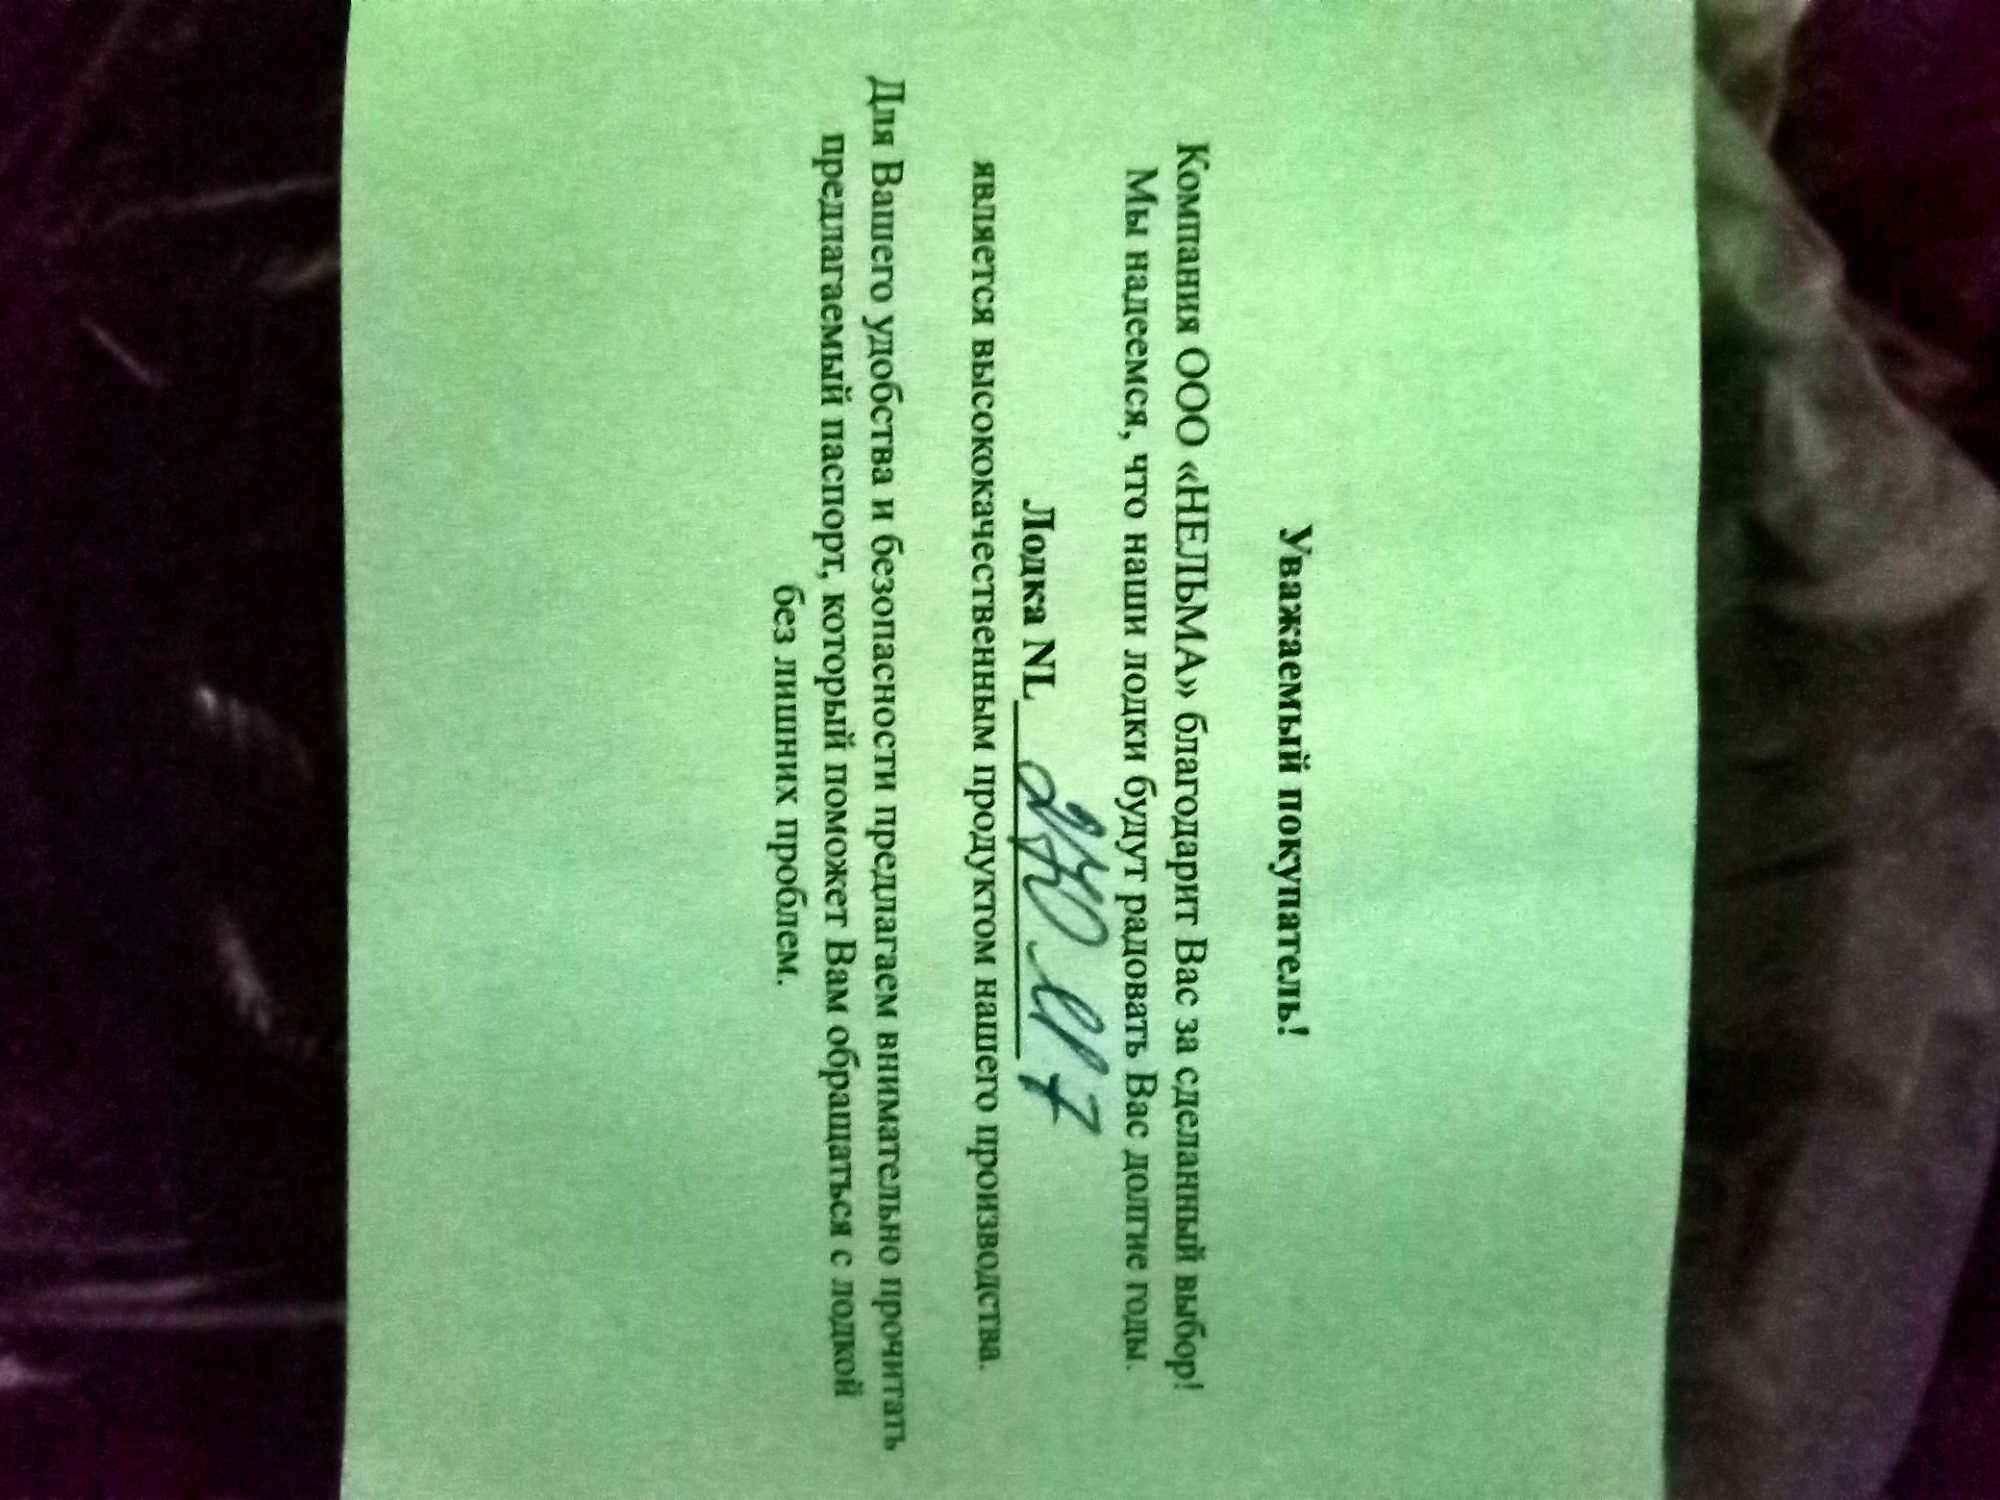 Уважаемый покупатель!
Компания ООО «НЕЛЬМА» благодарит Вас за сделанный выбор!
Мы надеемся, что наши лодки будут радовать Вас долгие годы.
Лодка NL
является высококачественным продуктом нашего производства.
Для Вашего удобства и безопасности предлагаем внимательно прочитать
предлагаемый паспорт, который поможет Вам обращаться с лодкой
без лишних проблем.